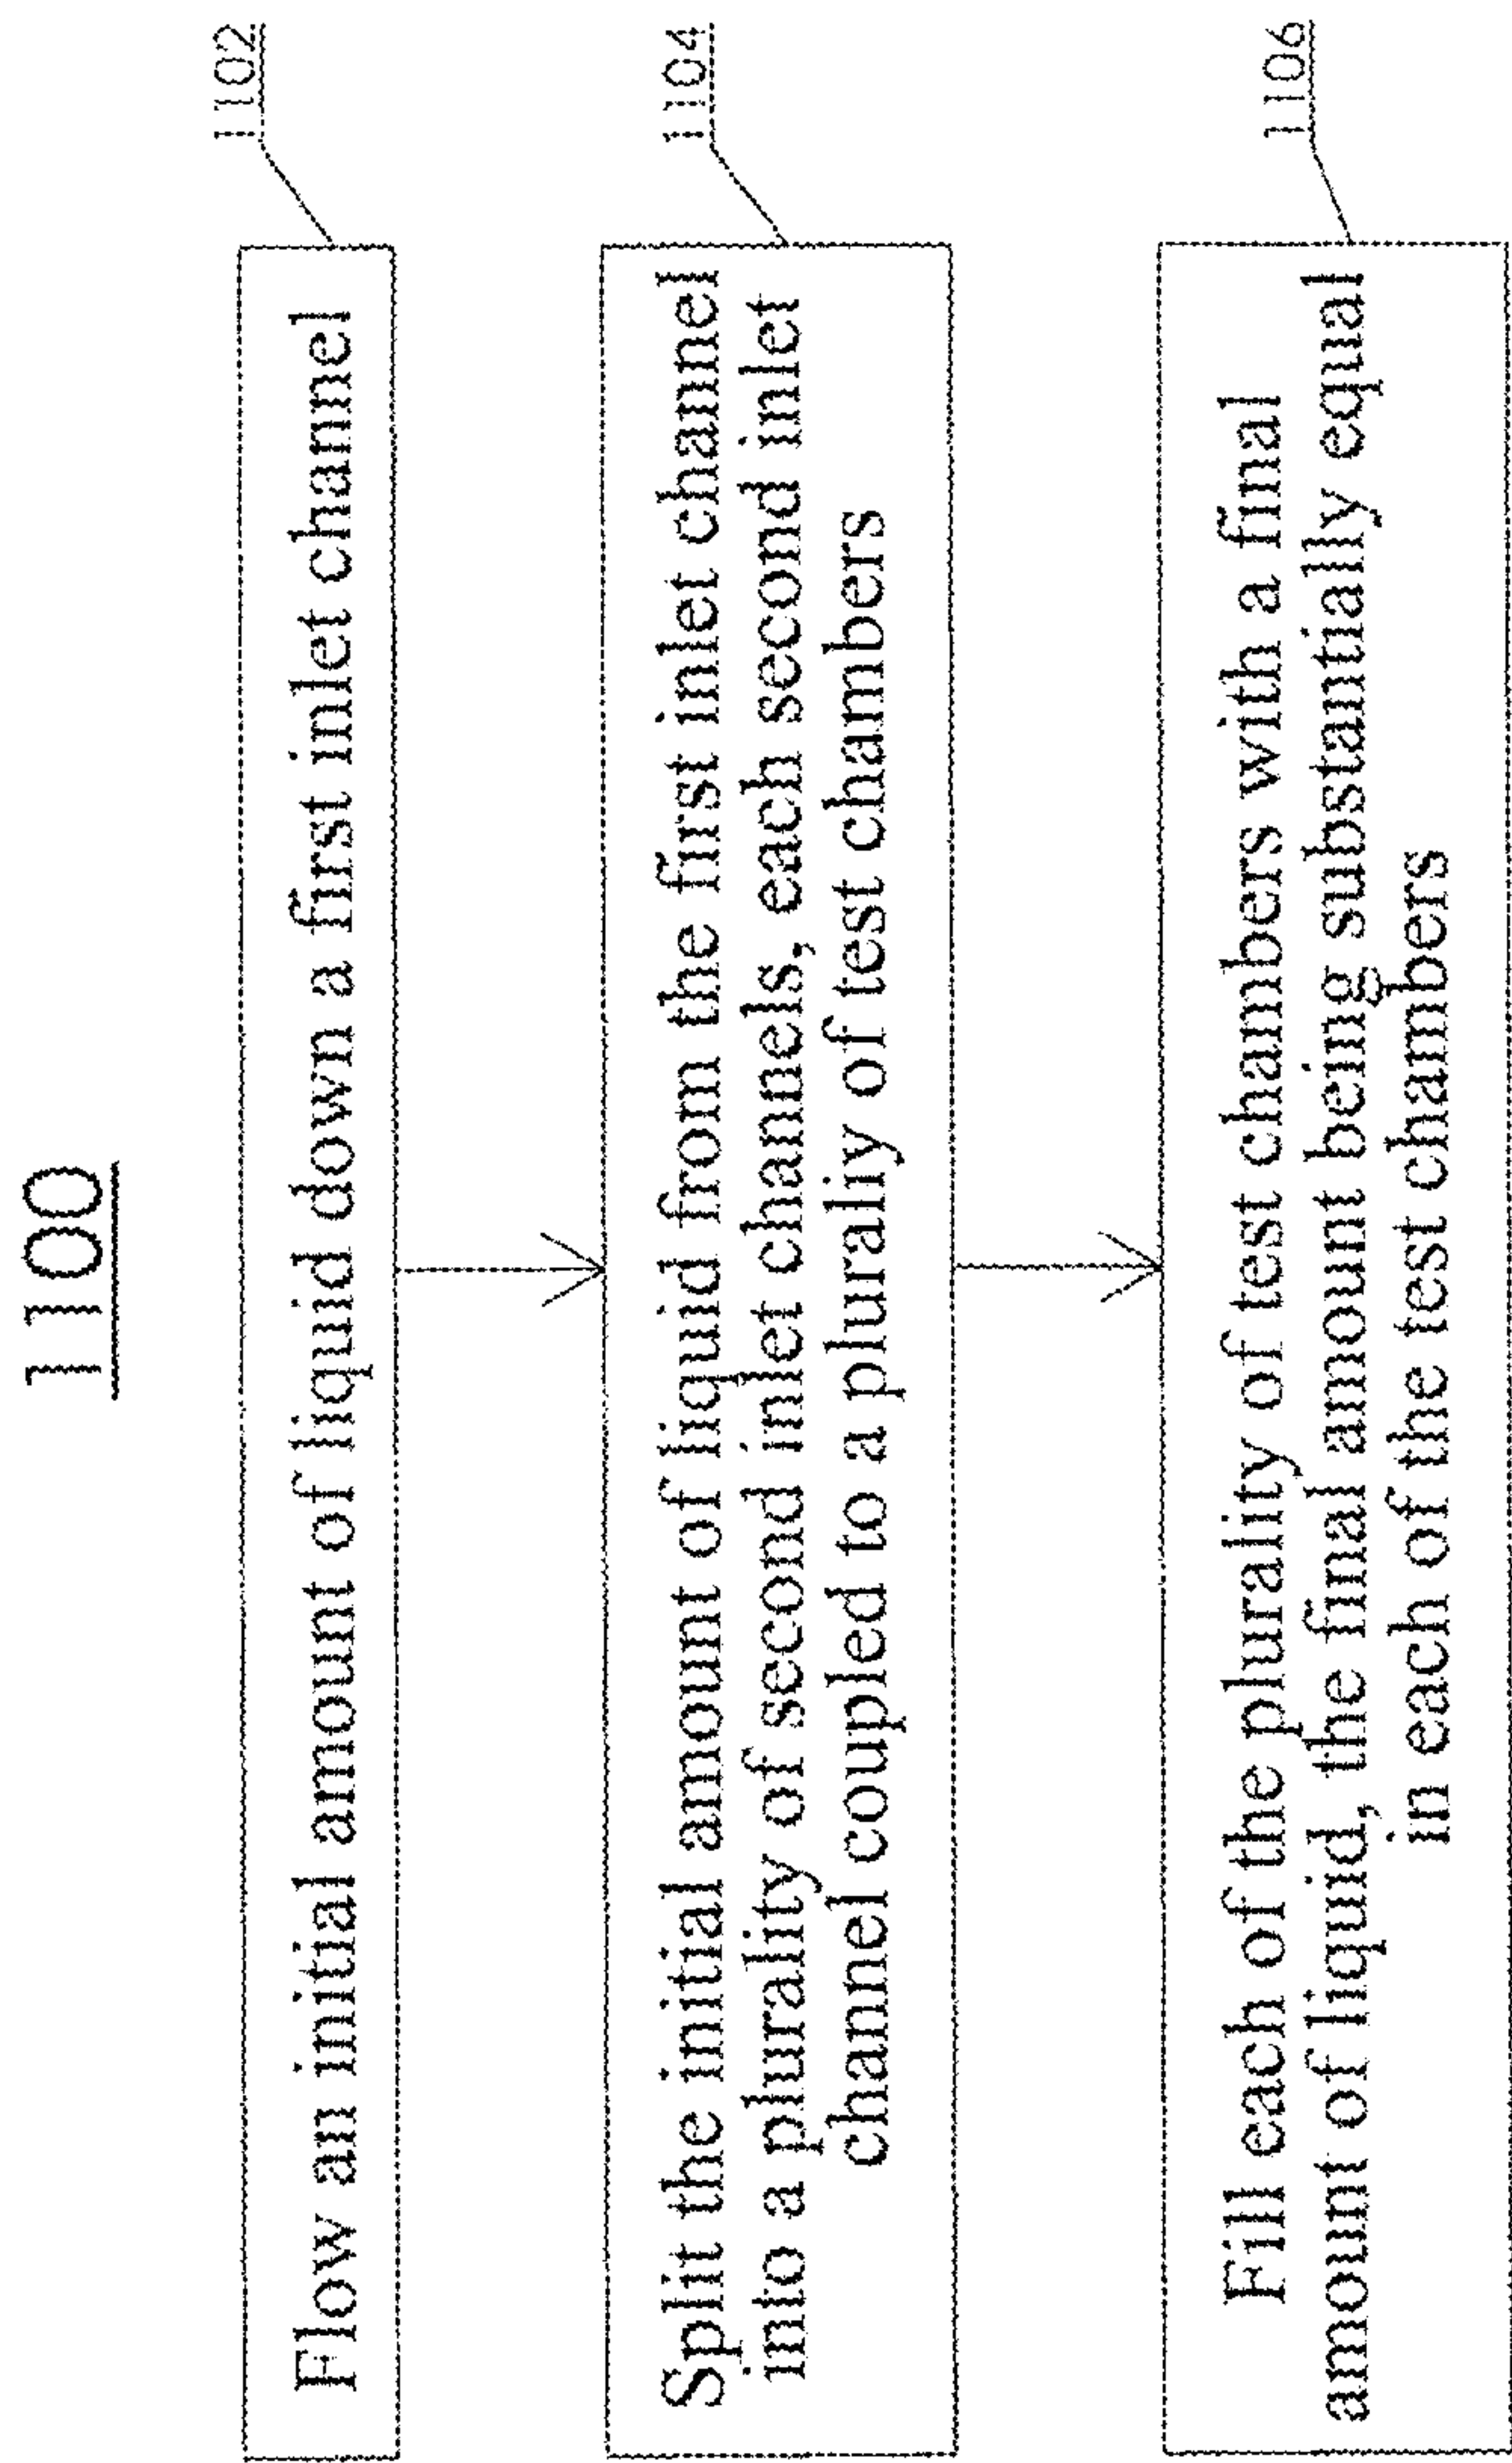 1100
Flow an initial amount of liquid down a first inlet channel
1102
Split the initial amount of liquid from the first inlet channel
into a plurality of second inlet channels, each second inlet
channel coupled to a pluraliy of test chambers
1104
Fill each of the plurality of test chambers with a final
amount of liquid, the final amount being substantially equal
in each of the test chambers
1106